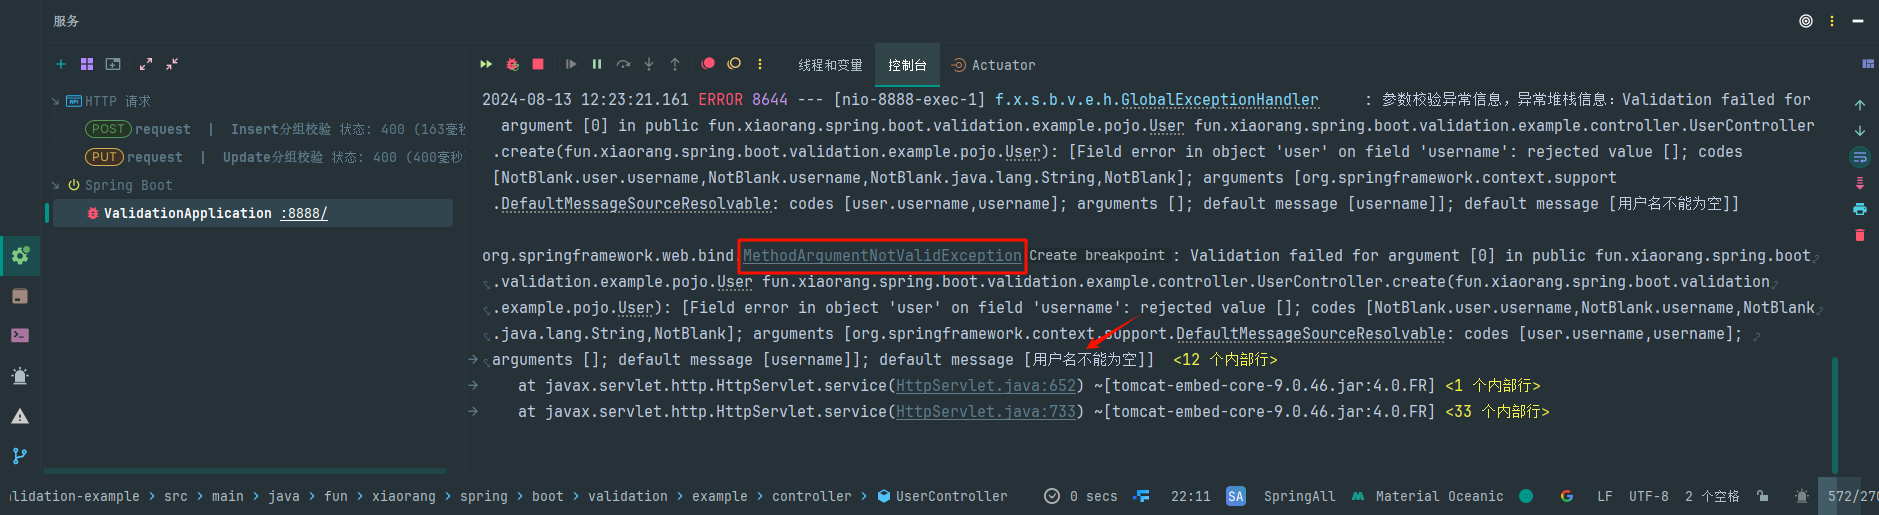 服务
线程和变量 控制台 Actuator
HTTP 请求
POST request | Insert分组校验 状态: 400 (163毫秒
PUT request | Update分组校验 状态: 400 (400毫秒
Spring Boot
ValidationApplication :8888/
2024-08-13 12:23:21.161 ERROR 8644 --- [nio-8888-exec-1] f.x.s.b.v.e.h.GlobalExceptionHandler : 参数校验异常信息，异常堆栈信息：Validation failed for
argument [0] in public fun.xiaorang.spring.boot.validation.example.pojo.User fun.xiaorang.spring.boot.validation.example.controller.UserController
.create(fun.xiaorang.spring.boot.validation.example.pojo.User): [Field error in object 'user' on field 'username': rejected value []; codes
[NotBlank.user.username,NotBlank.username,NotBlank.java.lang.String,NotBlank]; arguments [org.springframework.context.support
.DefaultMessageSourceResolvable: codes [user.username,username]; arguments []; default message [username]]; default message [用户名不能为空]]
org.springframework.web.bind.MethodArgumentNotValidException Create breakpoint : Validation failed for argument [0] in public fun.xiaorang.spring.boot
.validation.example.pojo.User fun.xiaorang.spring.boot.validation.example.controller.UserController.create(fun.xiaorang.spring.boot.validation
.example.pojo.User): [Field error in object 'user' on field 'username': rejected value []; codes [NotBlank.user.username,NotBlank.username,NotBlank
.java.lang.String,NotBlank]; arguments [org.springframework.context.support.DefaultMessageSourceResolvable: codes [user.username,username];
arguments []; default message [username]]; default message [用户名不能为空]] <12 个内部行>
at javax.servlet.http.HttpServlet.service(HttpServlet.java:652) ~[tomcat-embed-core-9.0.46.jar:4.0.FR] <1 个内部行>
at javax.servlet.http.HttpServlet.service(HttpServlet.java:733) ~[tomcat-embed-core-9.0.46.jar:4.0.FR] <33 个内部行>
alidation-example > src > main > java > fun > xiaorang > spring > boot > validation > example > controller > UserController 0 secs 22:11 SA SpringAll Material Oceanic LF UTF-8 2 个空格 572/270